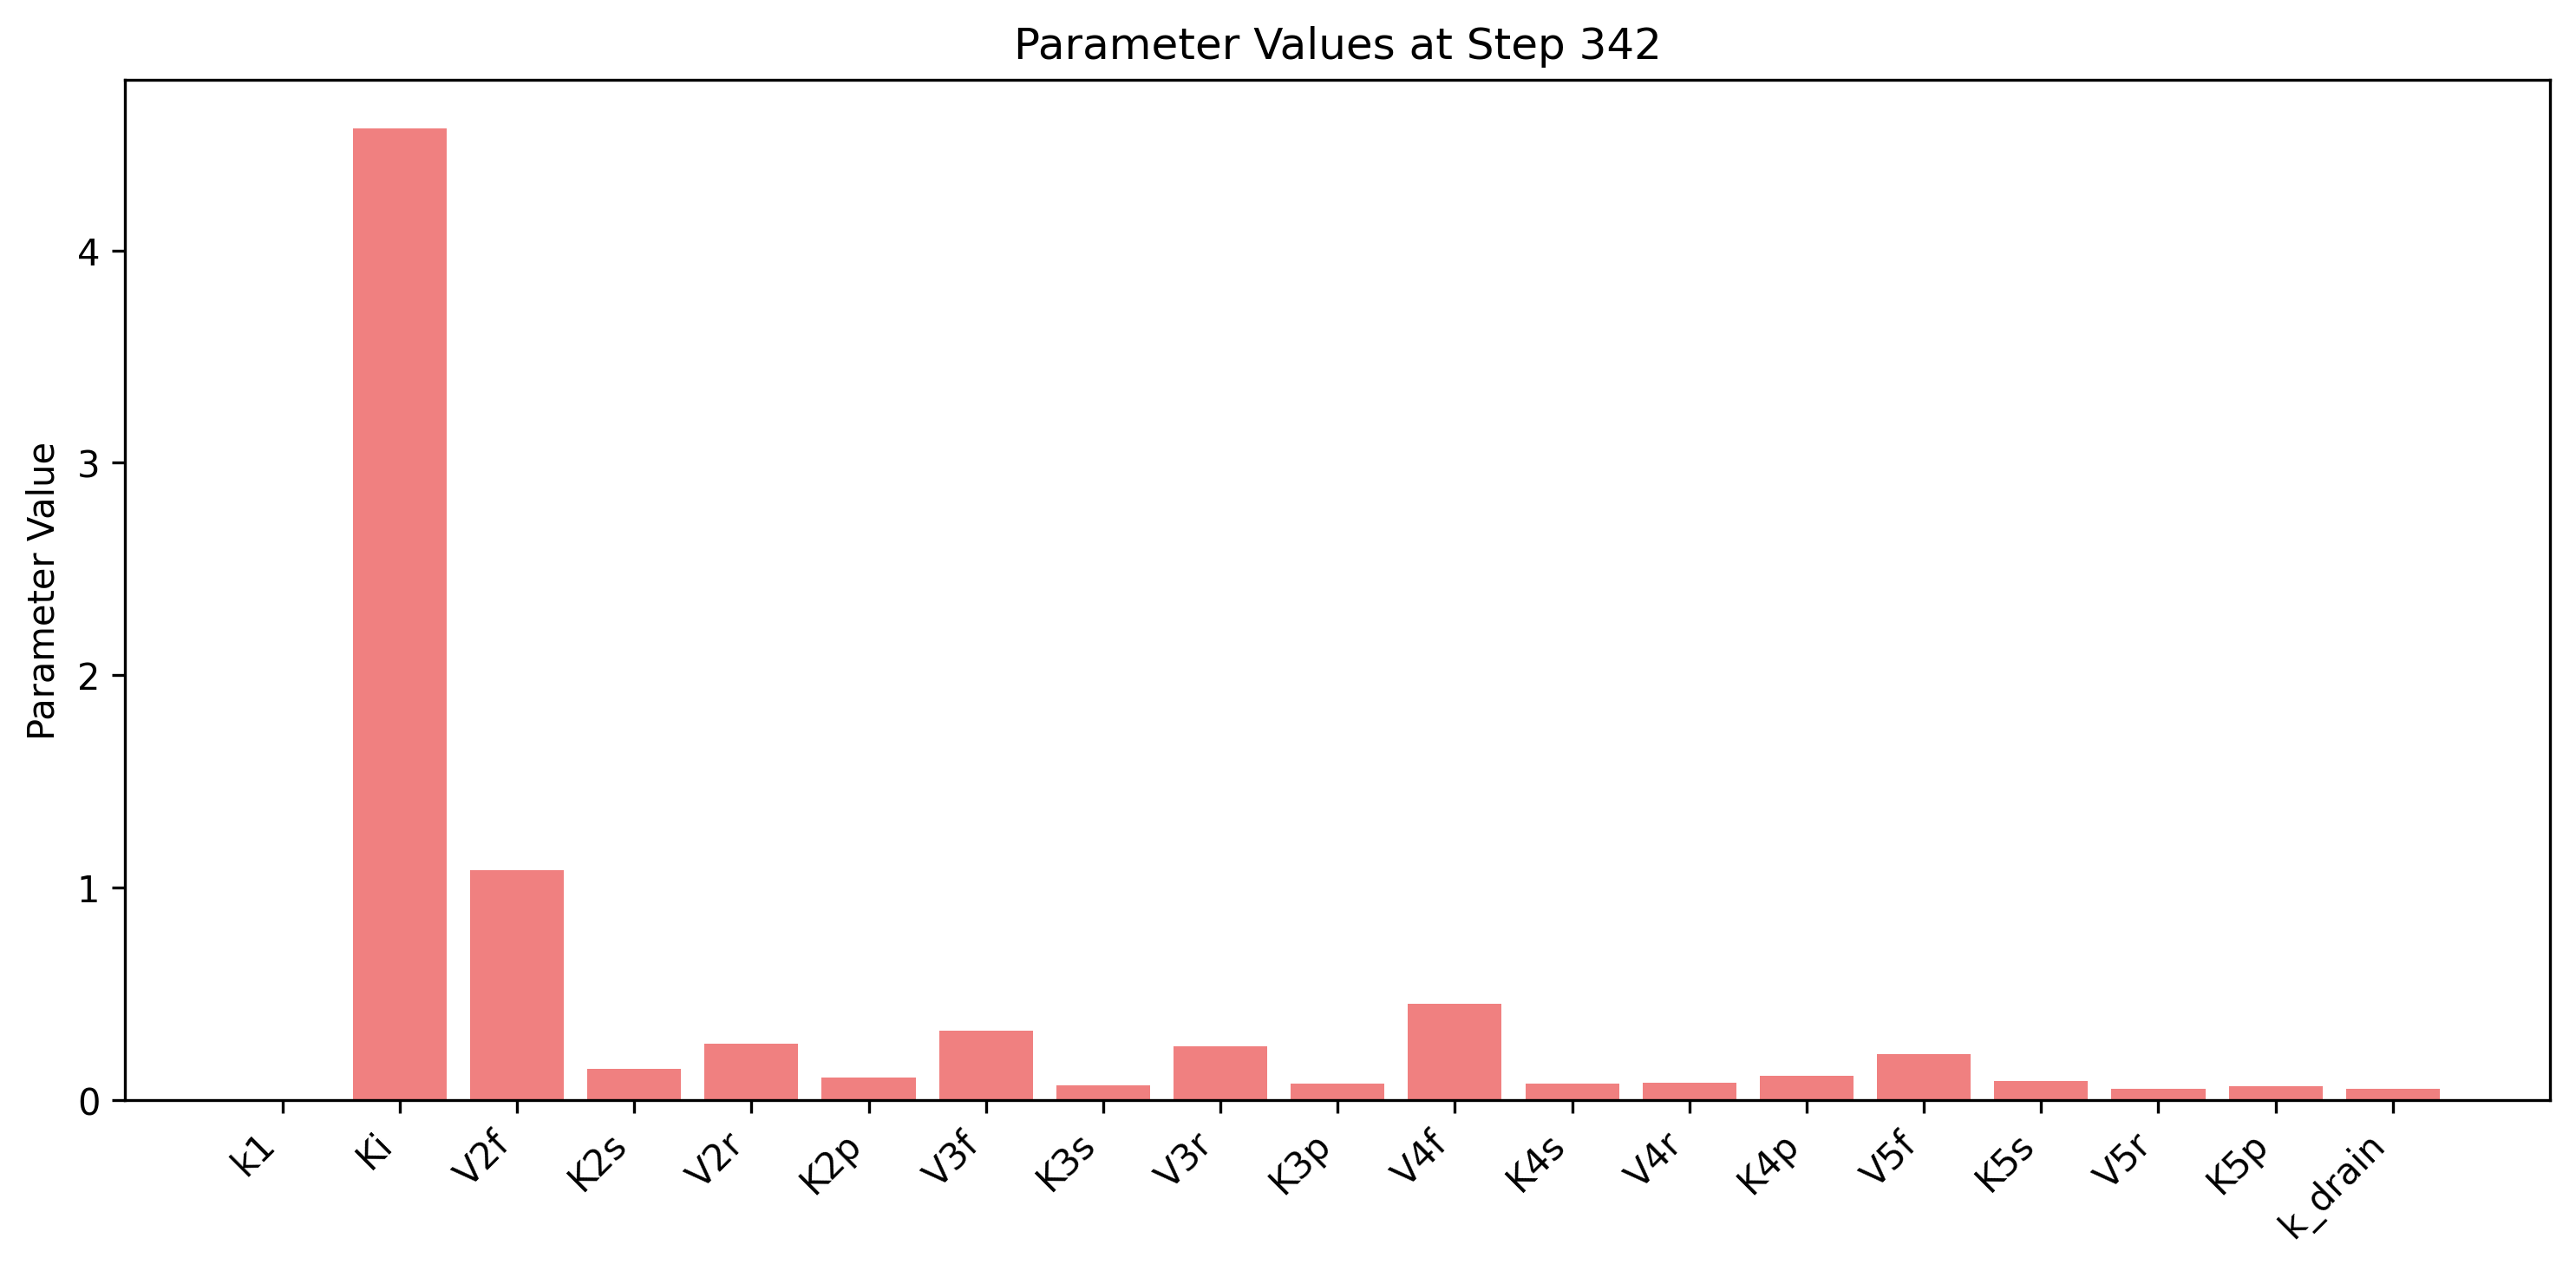 Parameter Values at Step 342
Parameter Value
4
3
2
1
0
k1
Ki
V2f
K2s
V2r
K2p
V3f
K3s
V3r
K3p
V4f
K4s
V4r
K4p
V5f
K5s
V5r
K5p
k_drain